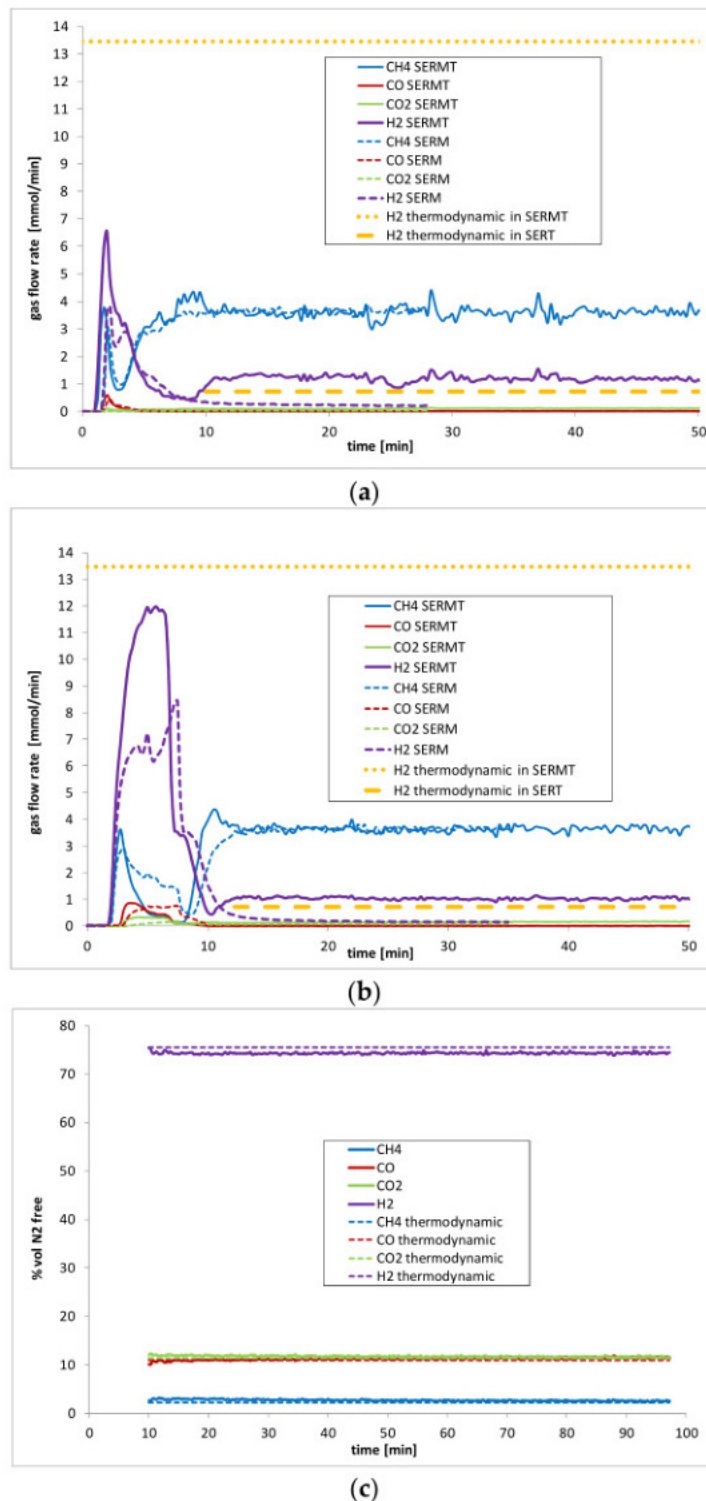 14
13
12
11
10
9
8
7
6
5
4
3
2
1
0
gas flow rate [mmol/min]
CH4 SERMT
CO SERMT
CO2 SERMT
H2 SERMT
CH4 SERM
CO SERM
CO2 SERM
H2 SERM
H2 thermodynamic in SERMT
H2 thermodynamic in SERT
0 10 20 30 40 50
time [min]
(a)
14
13
12
11
10
9
8
7
6
5
4
3
2
1
0
gas flow rate [mmol/min]
CH4 SERMT
CO SERMT
CO2 SERMT
H2 SERMT
CH4 SERM
CO SERM
CO2 SERM
H2 SERM
H2 thermodynamic in SERMT
H2 thermodynamic in SERT
0 10 20 30 40 50
time [min]
(b)
80
70
60
50
40
30
20
10
0
% vol N2 free
CH4
CO
CO2
H2
CH4 thermodynamic
CO thermodynamic
CO2 thermodynamic
H2 thermodynamic
0 10 20 30 40 50 60 70 80 90 100
time [min]
(c)